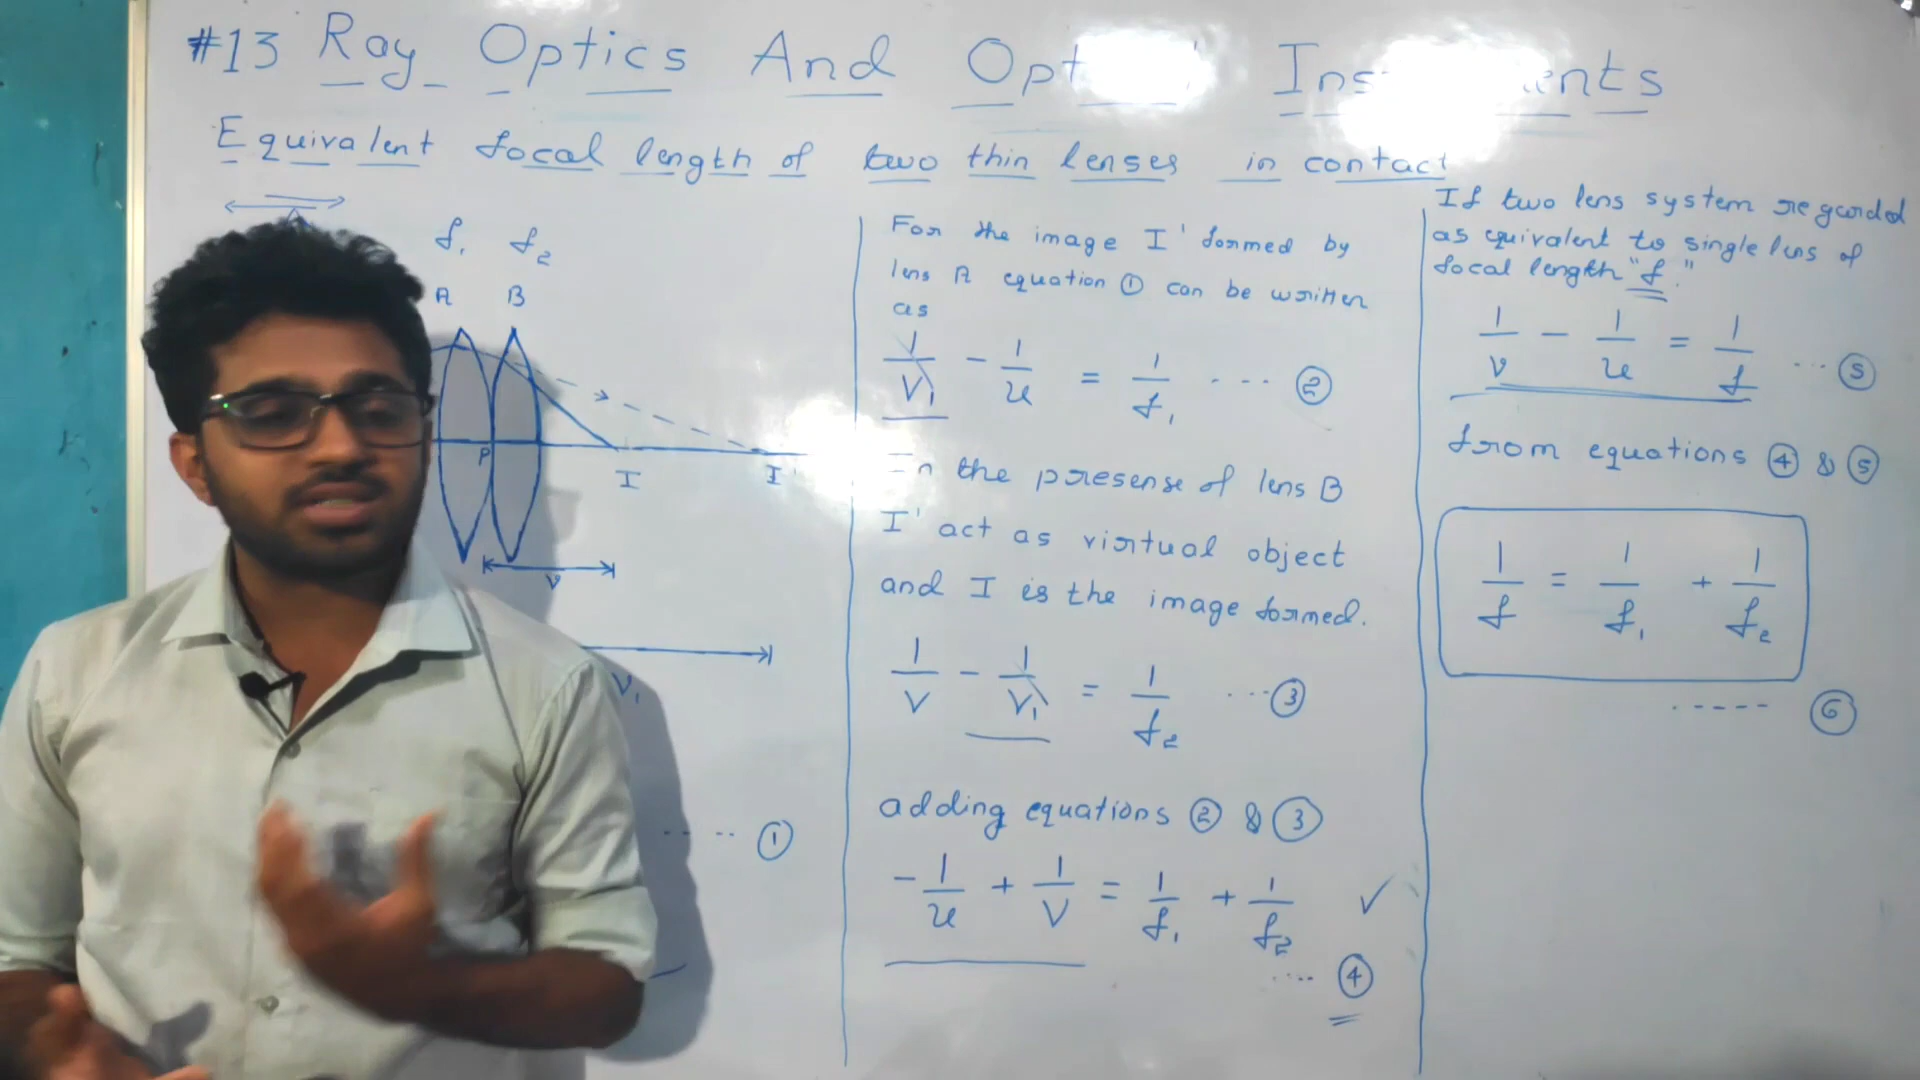 #13 Ray Optics And Opt Ins ents
Equivalent focal length of two thin lenses in contact
f₁ f₂
A B
P
I I'
v
V₁
---- ①
For the image I' formed by
lens A equation ① can be written
as
1/V₁ - 1/u = 1/f₁ --- ②
In the presense of lens B
I' act as virtual object
and I is the image formed.
1/V - 1/V₁ = 1/f₂ ---③
adding equations ② & ③
-1/u + 1/V = 1/f₁ + 1/f₂ ✓
---- ④
If two lens system regarded
as equivalent to single lens of
focal length "f."
1/v - 1/u = 1/f ---⑤
from equations ④ & ⑤
1/f = 1/f₁ + 1/f₂
----- ⑥